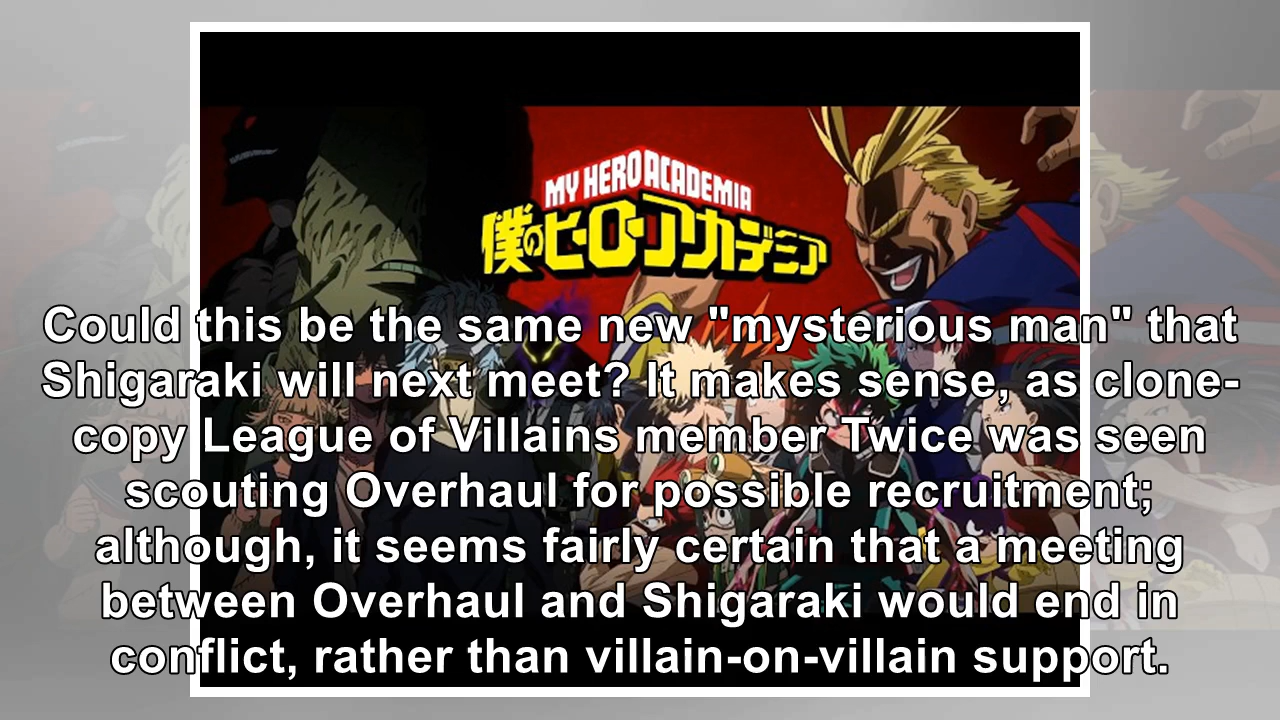 MY HERO ACADEMIA
僕のヒーローアカデミア
Could this be the same new "mysterious man" that
Shigaraki will next meet? It makes sense, as clone-
copy League of Villains member Twice was seen
scouting Overhaul for possible recruitment;
although, it seems fairly certain that a meeting
between Overhaul and Shigaraki would end in
conflict, rather than villain-on-villain support.